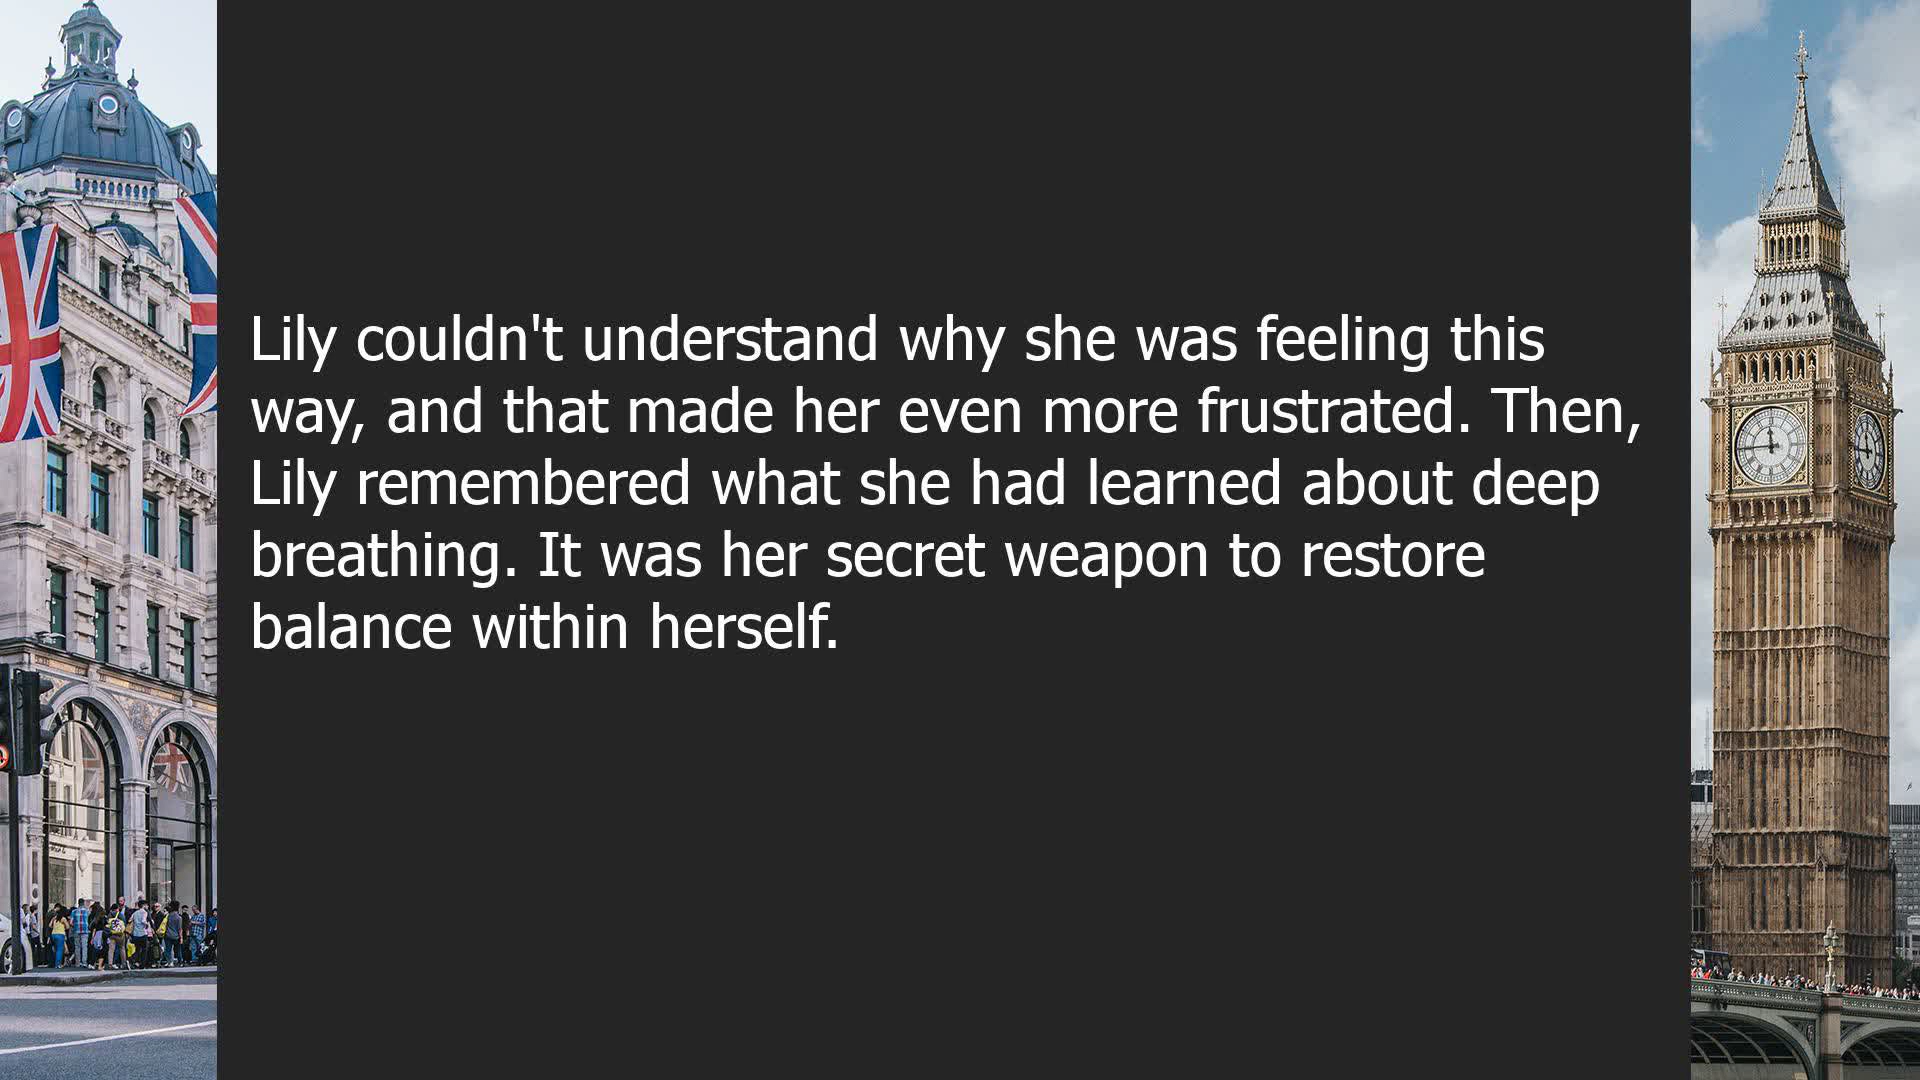 Lily couldn't understand why she was feeling this
way, and that made her even more frustrated. Then,
Lily remembered what she had learned about deep
breathing. It was her secret weapon to restore
balance within herself.